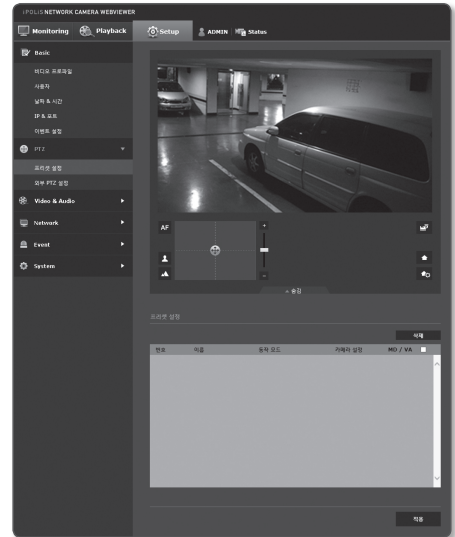 iPOLIS NETWORK CAMERA WEBVIEWER
Monitoring Playback Setup ADMIN Status
Basic
비디오 프로파일
사용자
날짜 & 시간
IP & 포트
이벤트 설정
PTZ
프리셋 설정
외부 PTZ 설정
Video & Audio
Network
Event
System
AF
+
-
숨김
프리셋 설정
삭제
번호 이름 동작 모드 카메라 설정 MD / VA
적용